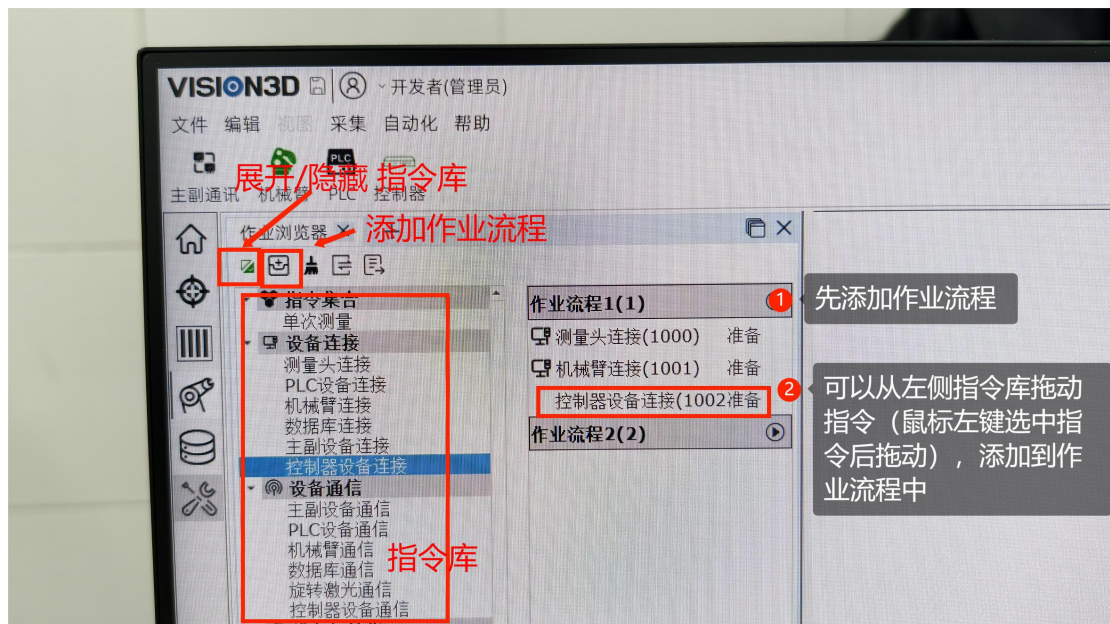 VISION3D 开发者(管理员)
文件 编辑 视图 采集 自动化 帮助
PLC
展开/隐藏 指令库
主副通讯 机械臂 PLC 控制器
作业浏览器
添加作业流程
指令集合
单次测量
设备连接
测量头连接
PLC设备连接
机械臂连接
数据库连接
主副设备连接
控制器设备连接
设备通信
主副设备通信
PLC设备通信
机械臂通信
数据库通信
旋转激光通信
控制器设备通信
指令库
作业流程1(1)
测量头连接(1000) 准备
机械臂连接(1001) 准备
控制器设备连接(1002准备
作业流程2(2)
1 先添加作业流程
2 可以从左侧指令库拖动
指令（鼠标左键选中指
令后拖动），添加到作
业流程中